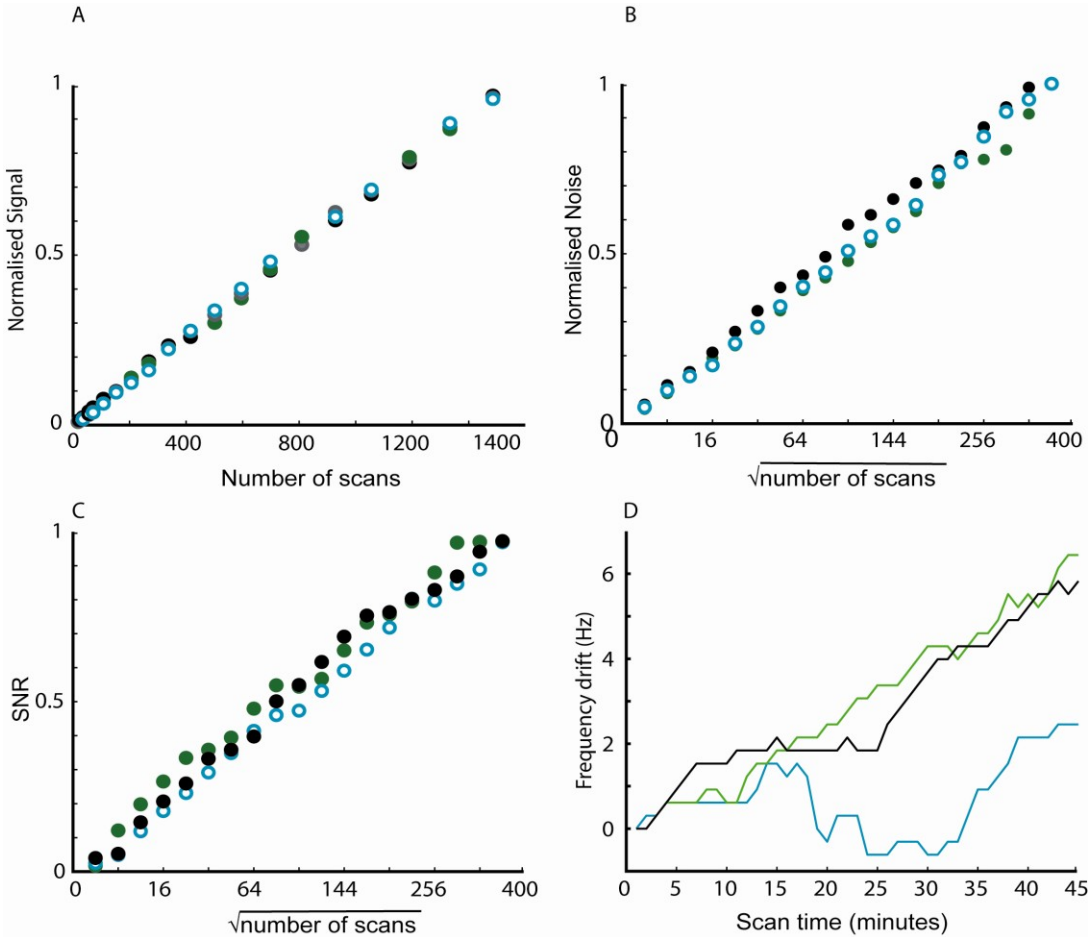 A
Normalised Signal
1
0.5
0
0 400 800 1200 1400
Number of scans
B
Normalised Noise
1
0.5
0
0 16 64 144 256 400
√number of scans
C
SNR
1
0.5
0
0 16 64 144 256 400
√number of scans
D
Frequency drift (Hz)
6
4
2
0
0 5 10 15 20 25 30 35 40 45
Scan time (minutes)